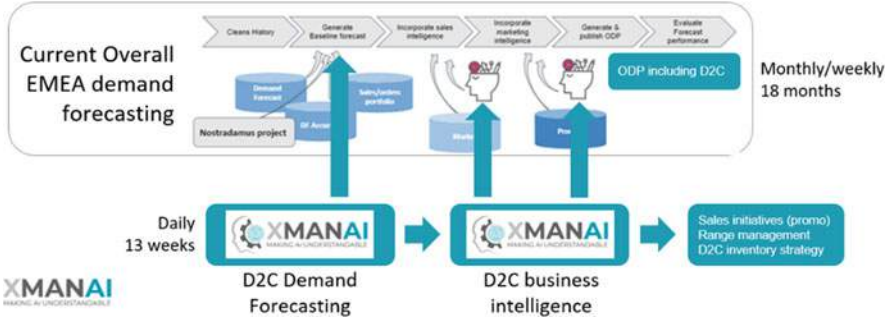 Cleans History
Generate
Baseline forecast
Incorporate sales
intelligence
Incorporate
marketing
intelligence
Generate &
publish ODP
Evaluate
Forecast
performance
Current Overall
EMEA demand
forecasting
Demand
Forecast
Sales/orders
portfolio
Nostradamus project
ODP including D2C
Monthly/weekly
18 months
Daily
13 weeks
XMANAI
MAKING AI UNDERSTANDABLE
XMANAI
MAKING AI UNDERSTANDABLE
Sales initiatives (promo)
Range management
D2C inventory strategy
D2C Demand
Forecasting
D2C business
intelligence
XMANAI
MAKING AI UNDERSTANDABLE